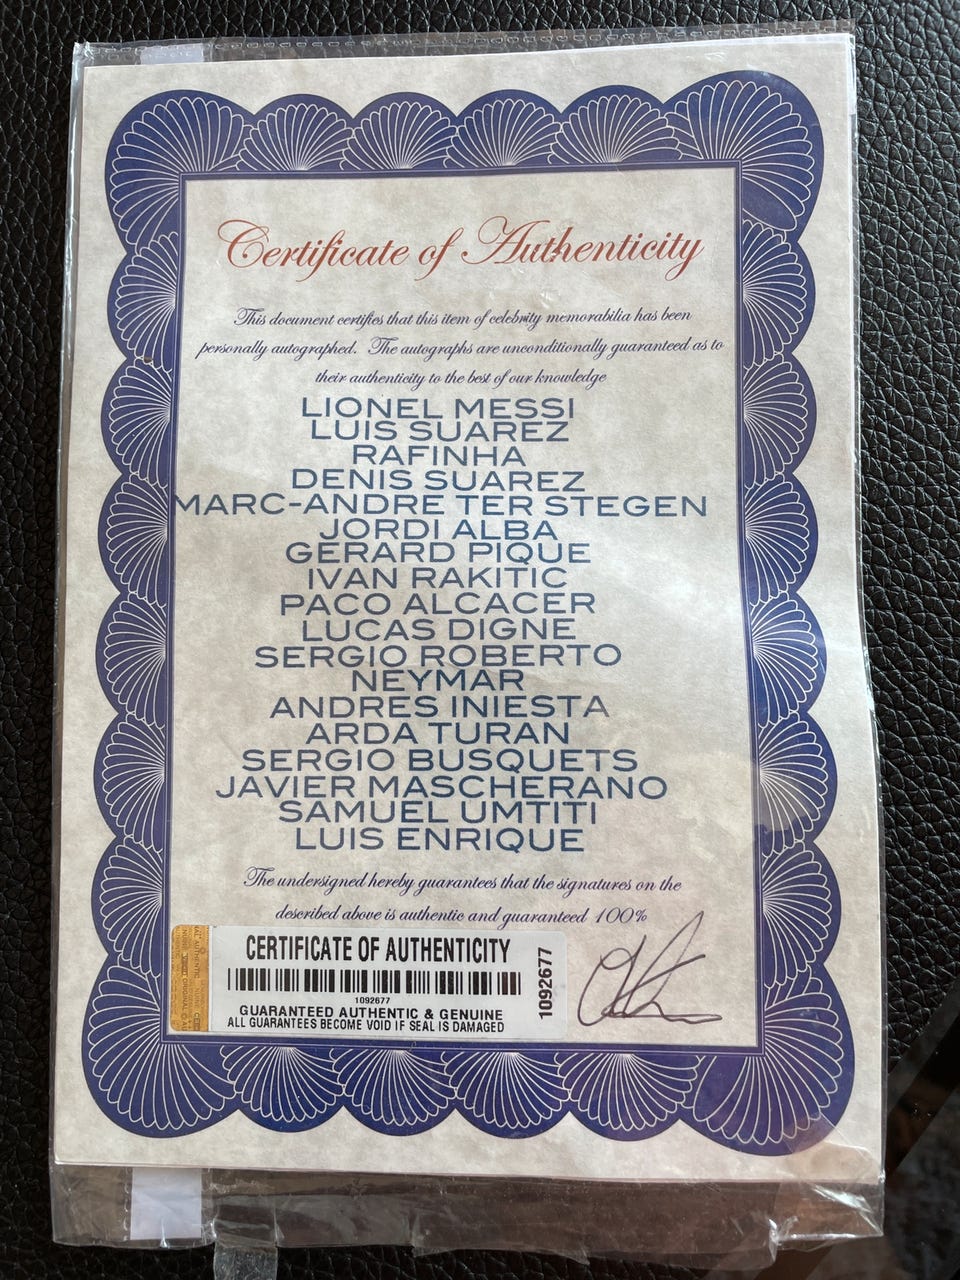 Certificate of Authenticity
This document certifies that this item of celebrity memorabilia has been
personally autographed. The autographs are unconditionally guaranteed as to
their authenticity to the best of our knowledge
LIONEL MESSI
LUIS SUAREZ
RAFINHA
DENIS SUAREZ
MARC-ANDRE TER STEGEN
JORDI ALBA
GERARD PIQUE
IVAN RAKITIC
PACO ALCACER
LUCAS DIGNE
SERGIO ROBERTO
NEYMAR
ANDRES INIESTA
ARDA TURAN
SERGIO BUSQUETS
JAVIER MASCHERANO
SAMUEL UMTITI
LUIS ENRIQUE
The undersigned hereby guarantees that the signatures on the
described above is authentic and guaranteed 100%
CERTIFICATE OF AUTHENTICITY
1092677
GUARANTEED AUTHENTIC & GENUINE
ALL GUARANTEES BECOME VOID IF SEAL IS DAMAGED
1092677